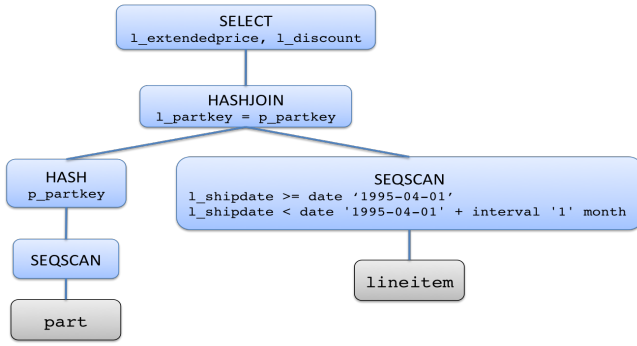 SELECT
l_extendedprice, l_discount
HASHJOIN
l_partkey = p_partkey
HASH
p_partkey
SEQSCAN
l_shipdate >= date ‘1995-04-01’
l_shipdate < date '1995-04-01' + interval '1' month
SEQSCAN
lineitem
part